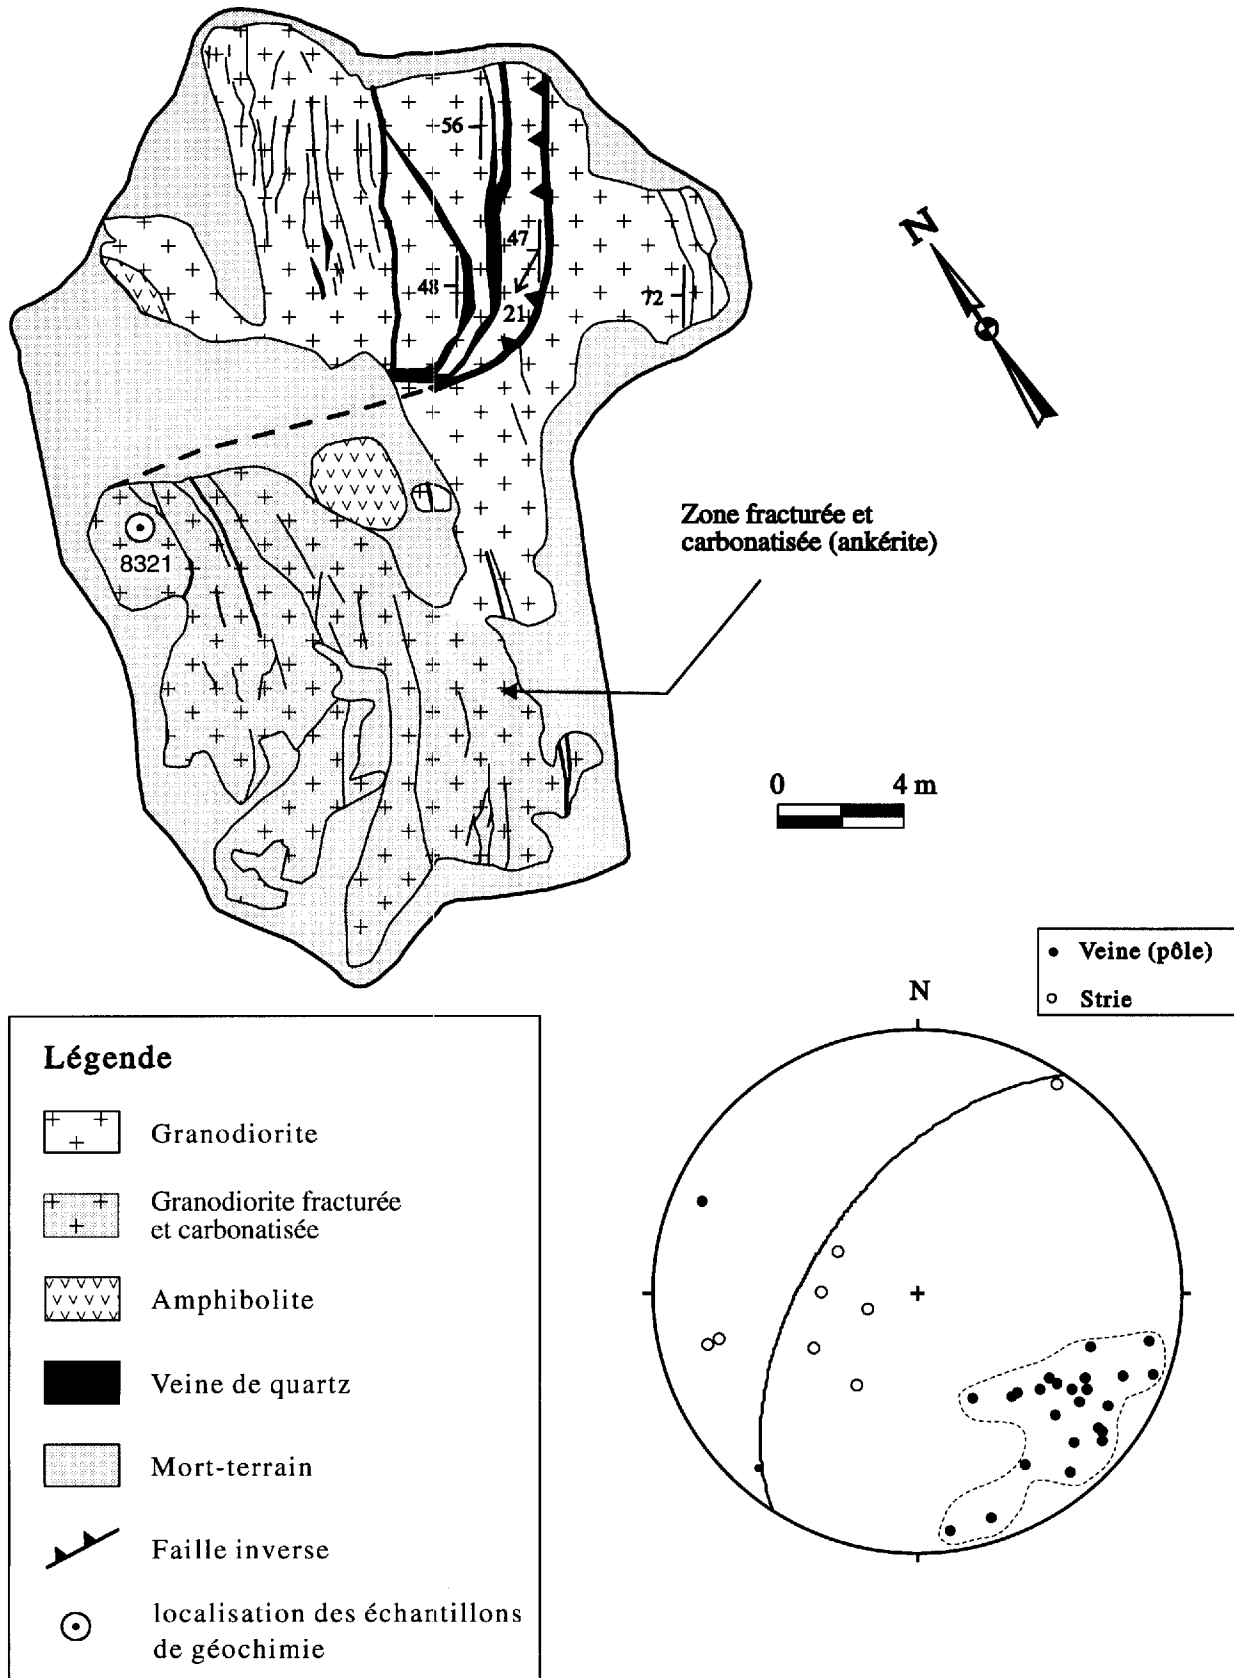 56
N
47
48
72
21
Zone fracturée et
carbonatisée (ankérite)
8321
0 4 m
Veine (pôle)
Strie
N
Légende
Granodiorite
Granodiorite fracturée
et carbonatisée
Amphibolite
Veine de quartz
Mort-terrain
Faille inverse
localisation des échantillons
de géochimie